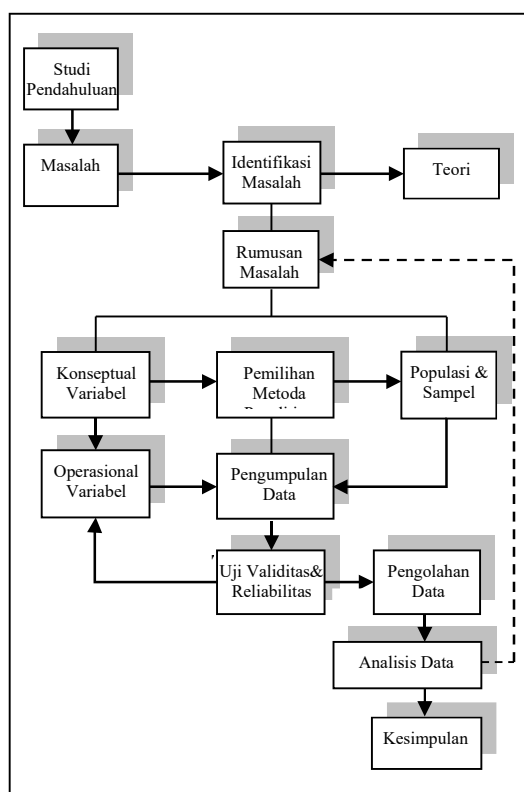 Studi
Pendahuluan
Masalah
Identifikasi
Masalah
Teori
Rumusan
Masalah
Konseptual
Variabel
Pemilihan
Metoda
Populasi &
Sampel
Operasional
Variabel
Pengumpulan
Data
Uji Validitas&
Reliabilitas
Pengolahan
Data
Analisis Data
Kesimpulan